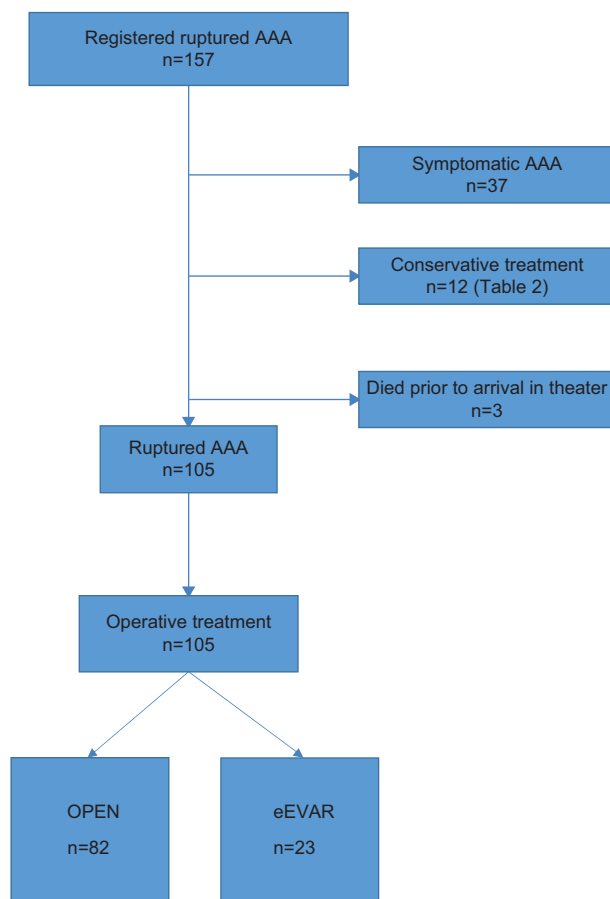 Registered ruptured AAA
n=157
Symptomatic AAA
n=37
Conservative treatment
n=12 (Table 2)
Died prior to arrival in theater
n=3
Ruptured AAA
n=105
Operative treatment
n=105
OPEN
n=82
eEVAR
n=23